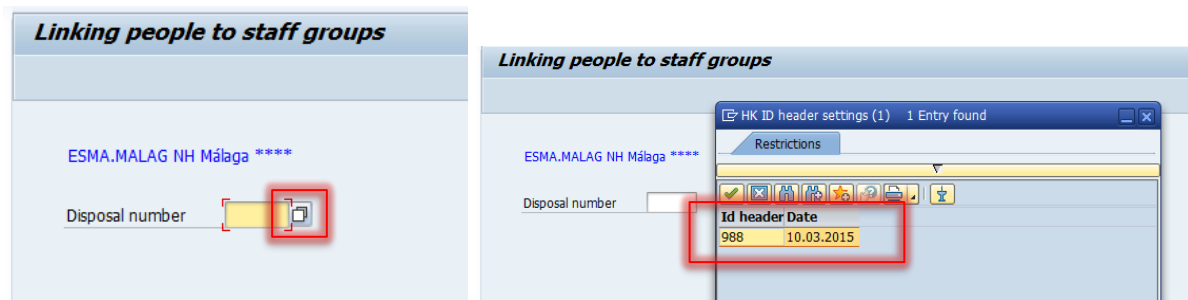 Linking people to staff groups
ESMA.MALAG NH Málaga ****
Disposal number
Linking people to staff groups
HK ID header settings (1) 1 Entry found
Restrictions
ESMA.MALAG NH Málaga ****
Disposal number
Id header Date
988 10.03.2015